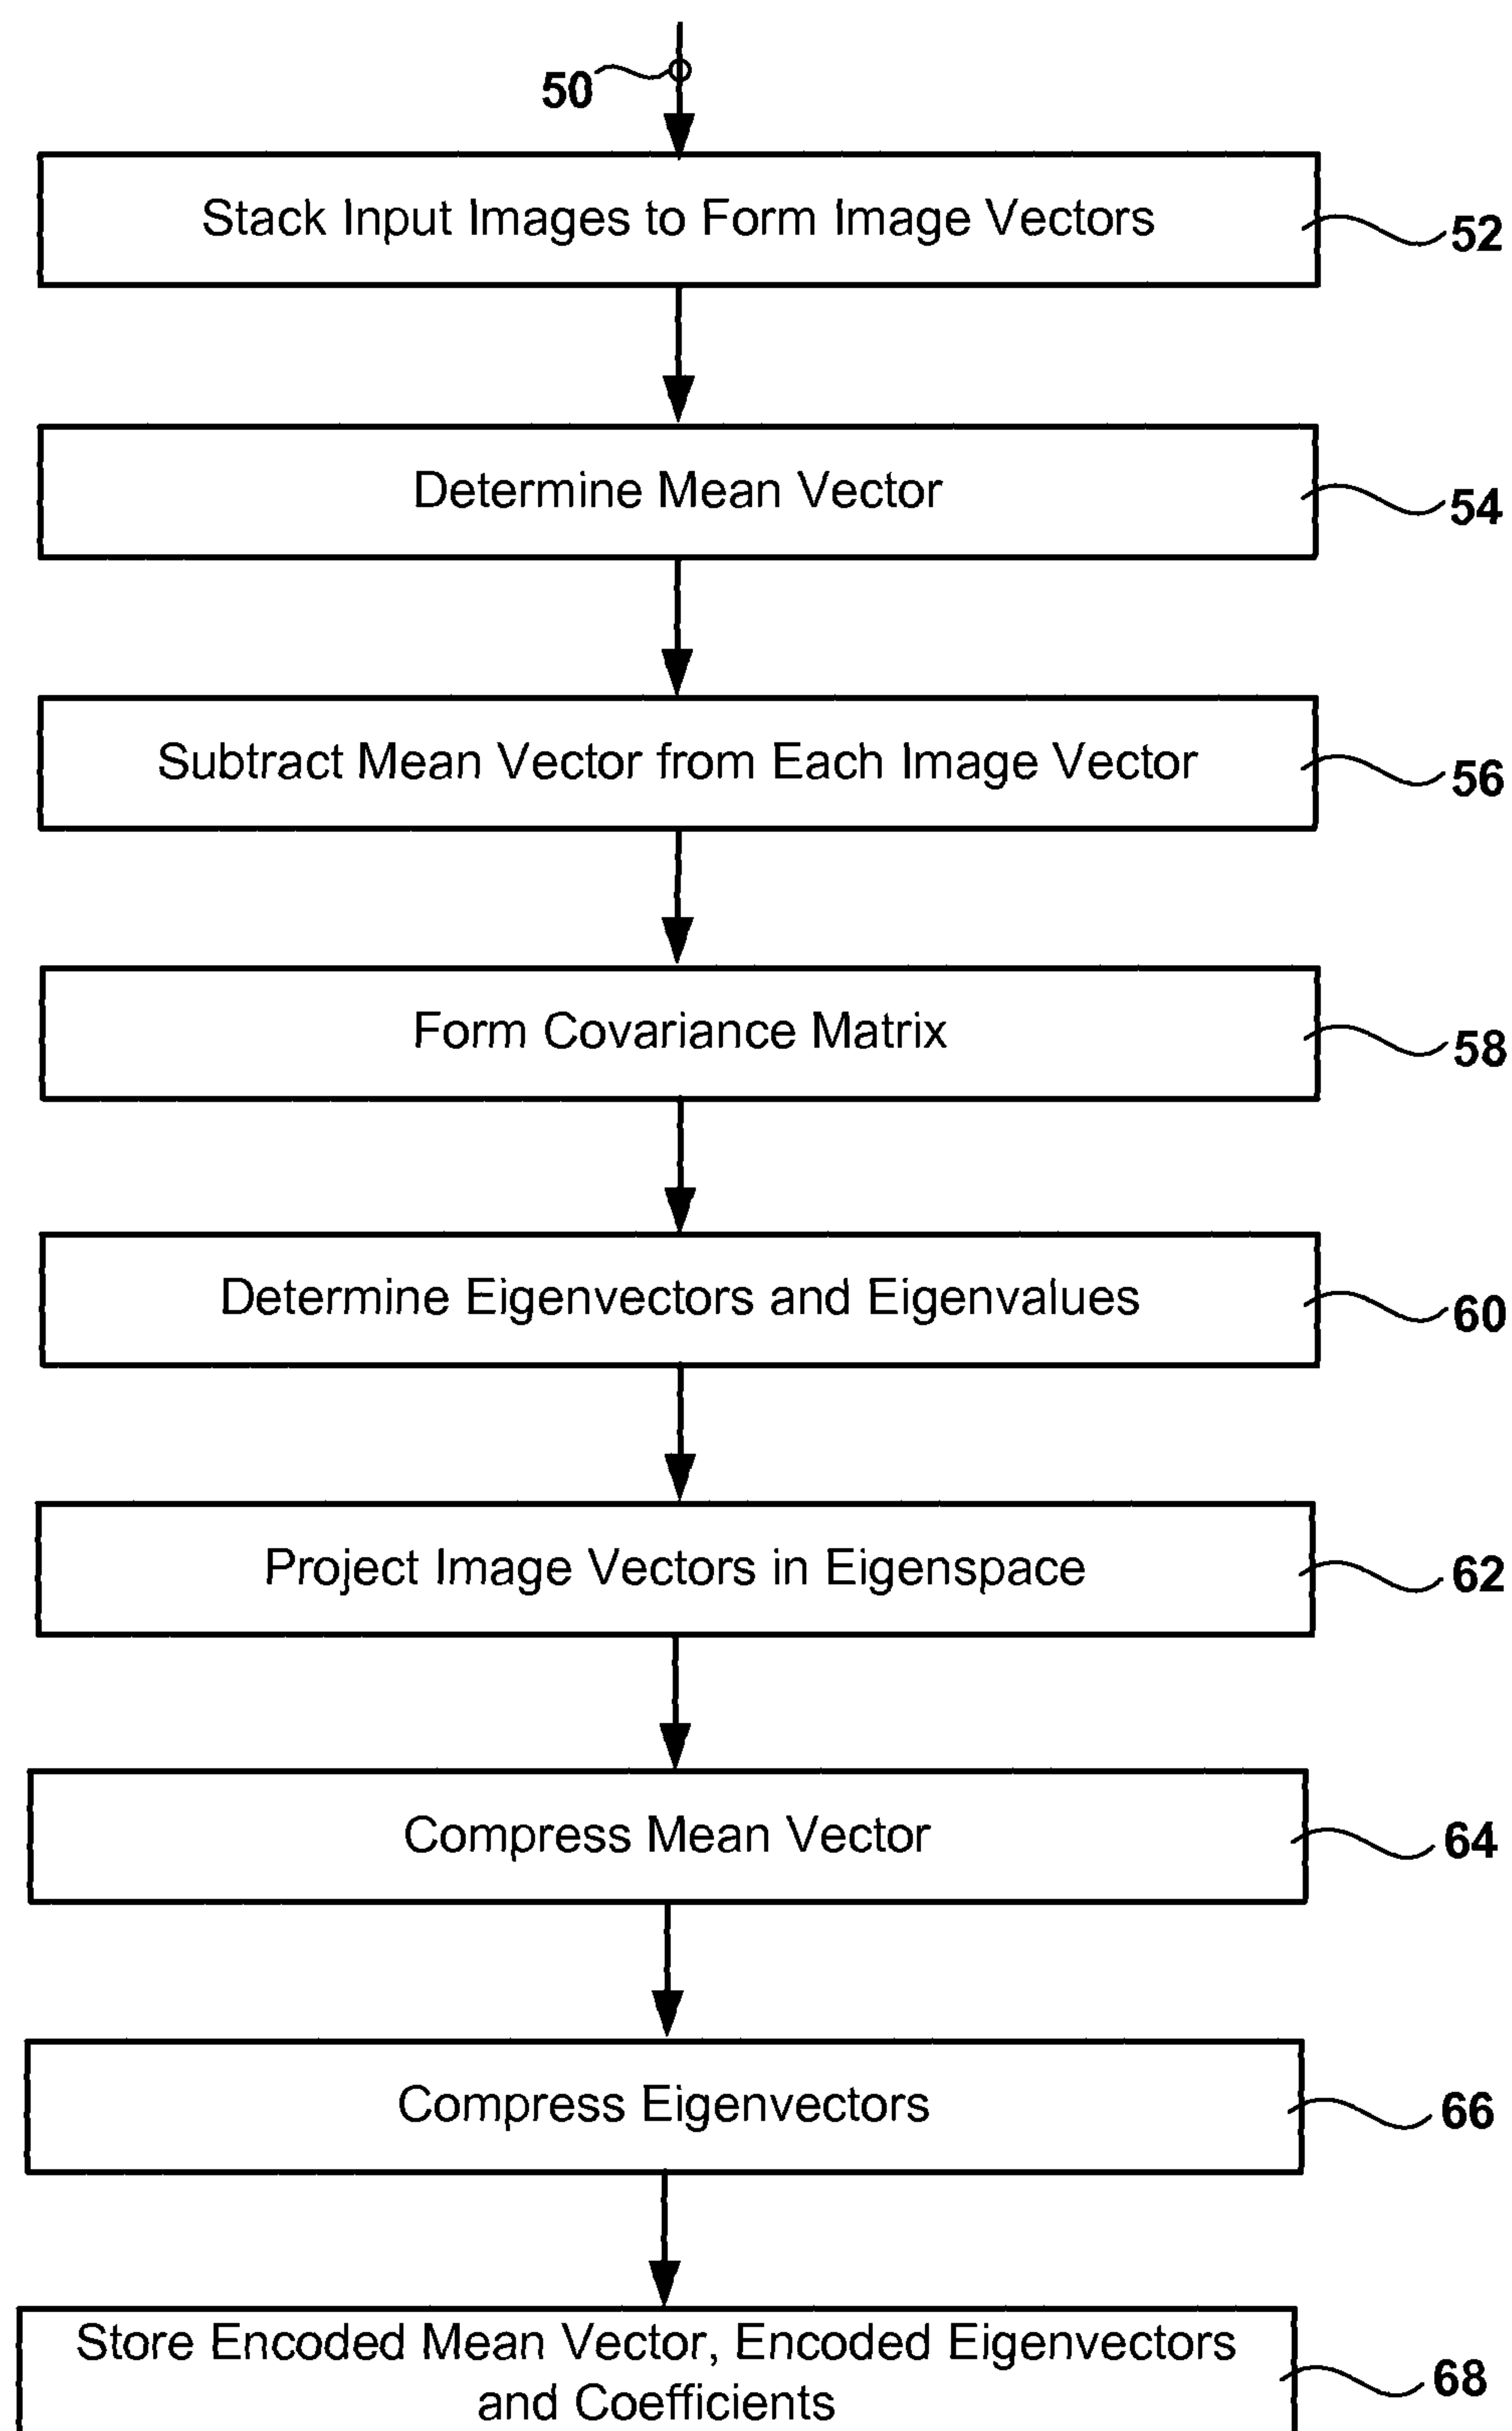 50
Stack Input Images to Form Image Vectors
52
Determine Mean Vector
54
Subtract Mean Vector from Each Image Vector
56
Form Covariance Matrix
58
Determine Eigenvectors and Eigenvalues
60
Project Image Vectors in Eigenspace
62
Compress Mean Vector
64
Compress Eigenvectors
66
Store Encoded Mean Vector, Encoded Eigenvectors
and Coefficients
68